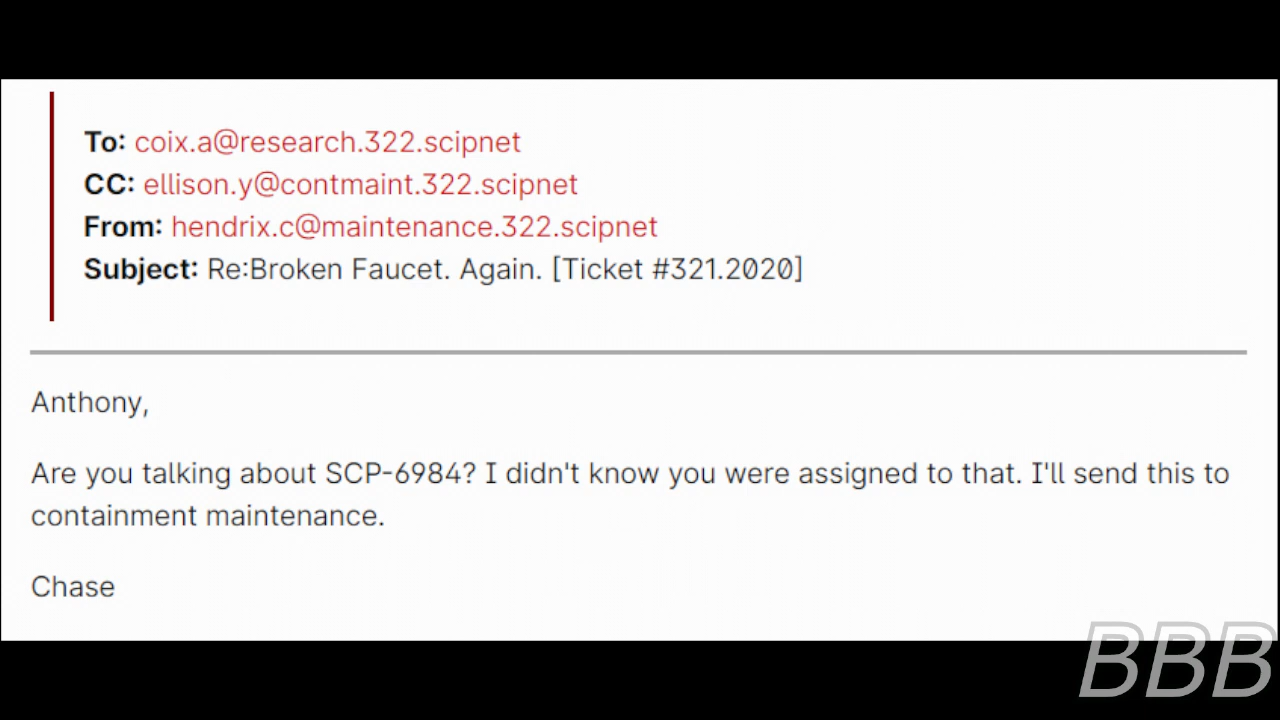 To: coix.a@research.322.scipnet
CC: ellison.y@contmaint.322.scipnet
From: hendrix.c@maintenance.322.scipnet
Subject: Re:Broken Faucet. Again. [Ticket #321.2020]
Anthony,
Are you talking about SCP-6984? I didn't know you were assigned to that. I'll send this to
containment maintenance.
Chase
BBB